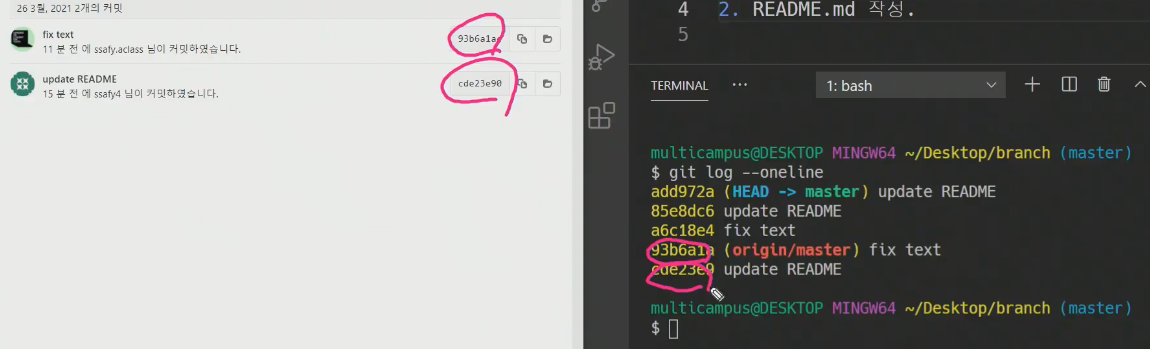 26 3월, 2021 2개의 커밋
fix text
93b6a1a
11 분 전 에 ssafy.aclass 님이 커밋하였습니다.
update README
cde23e90
15 분 전 에 ssafy4 님이 커밋하였습니다.
4 2. README.md 작성.
5
TERMINAL ... 1: bash
multicampus@DESKTOP MINGW64 ~/Desktop/branch (master)
$ git log --oneline
add972a (HEAD -> master) update README
85e8dc6 update README
a6c18e4 fix text
93b6a1a (origin/master) fix text
cde23e9 update README
multicampus@DESKTOP MINGW64 ~/Desktop/branch (master)
$